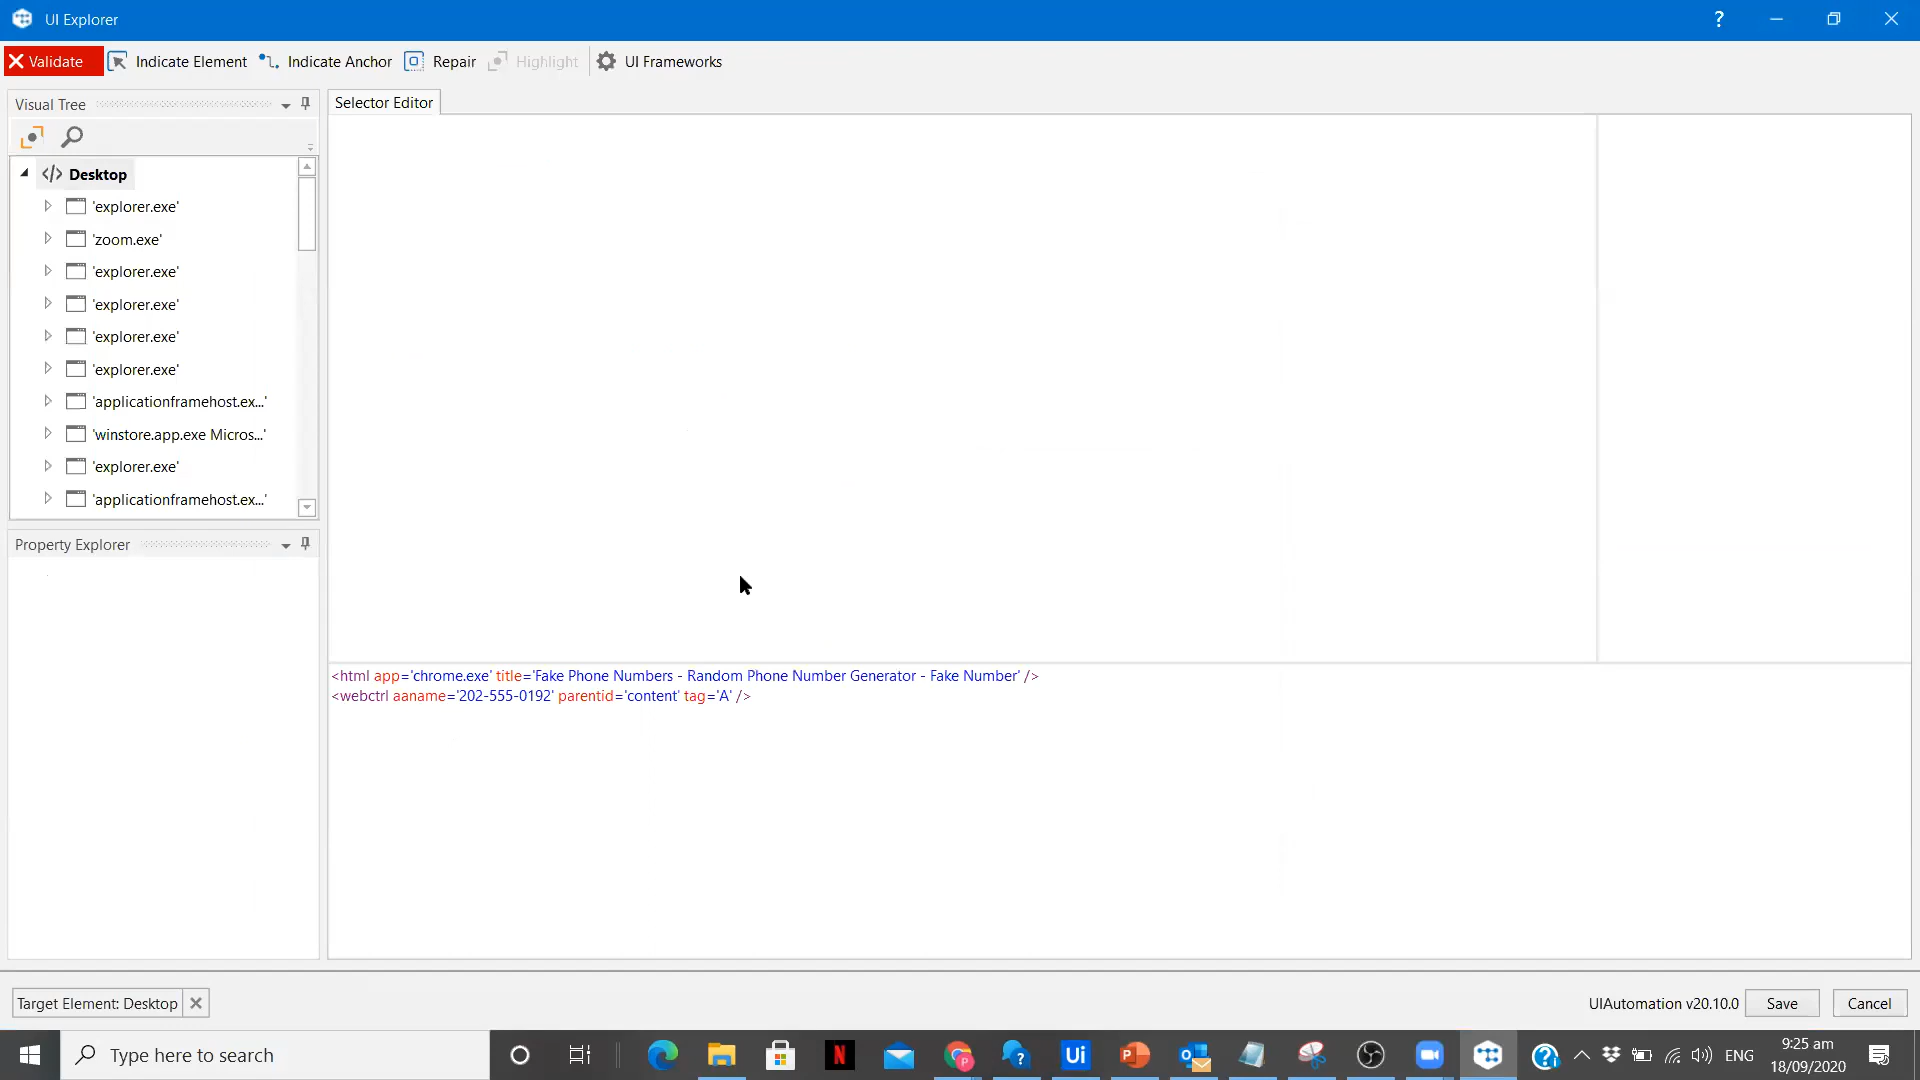 UI Explorer
?
Validate
Indicate Element
Indicate Anchor
Repair
Highlight
UI Frameworks
Visual Tree
Selector Editor
</> Desktop
'explorer.exe'
'zoom.exe'
'explorer.exe'
'explorer.exe'
'explorer.exe'
'explorer.exe'
'applicationframehost.ex...'
'winstore.app.exe Micros...'
'explorer.exe'
'applicationframehost.ex...'
Property Explorer
<html app='chrome.exe' title='Fake Phone Numbers - Random Phone Number Generator - Fake Number' />
<webctrl aaname='202-555-0192' parentid='content' tag='A' />
Target Element: Desktop
UIAutomation v20.10.0
Save
Cancel
Type here to search
N
P
?
Ui
P
ENG
9:25 am
18/09/2020